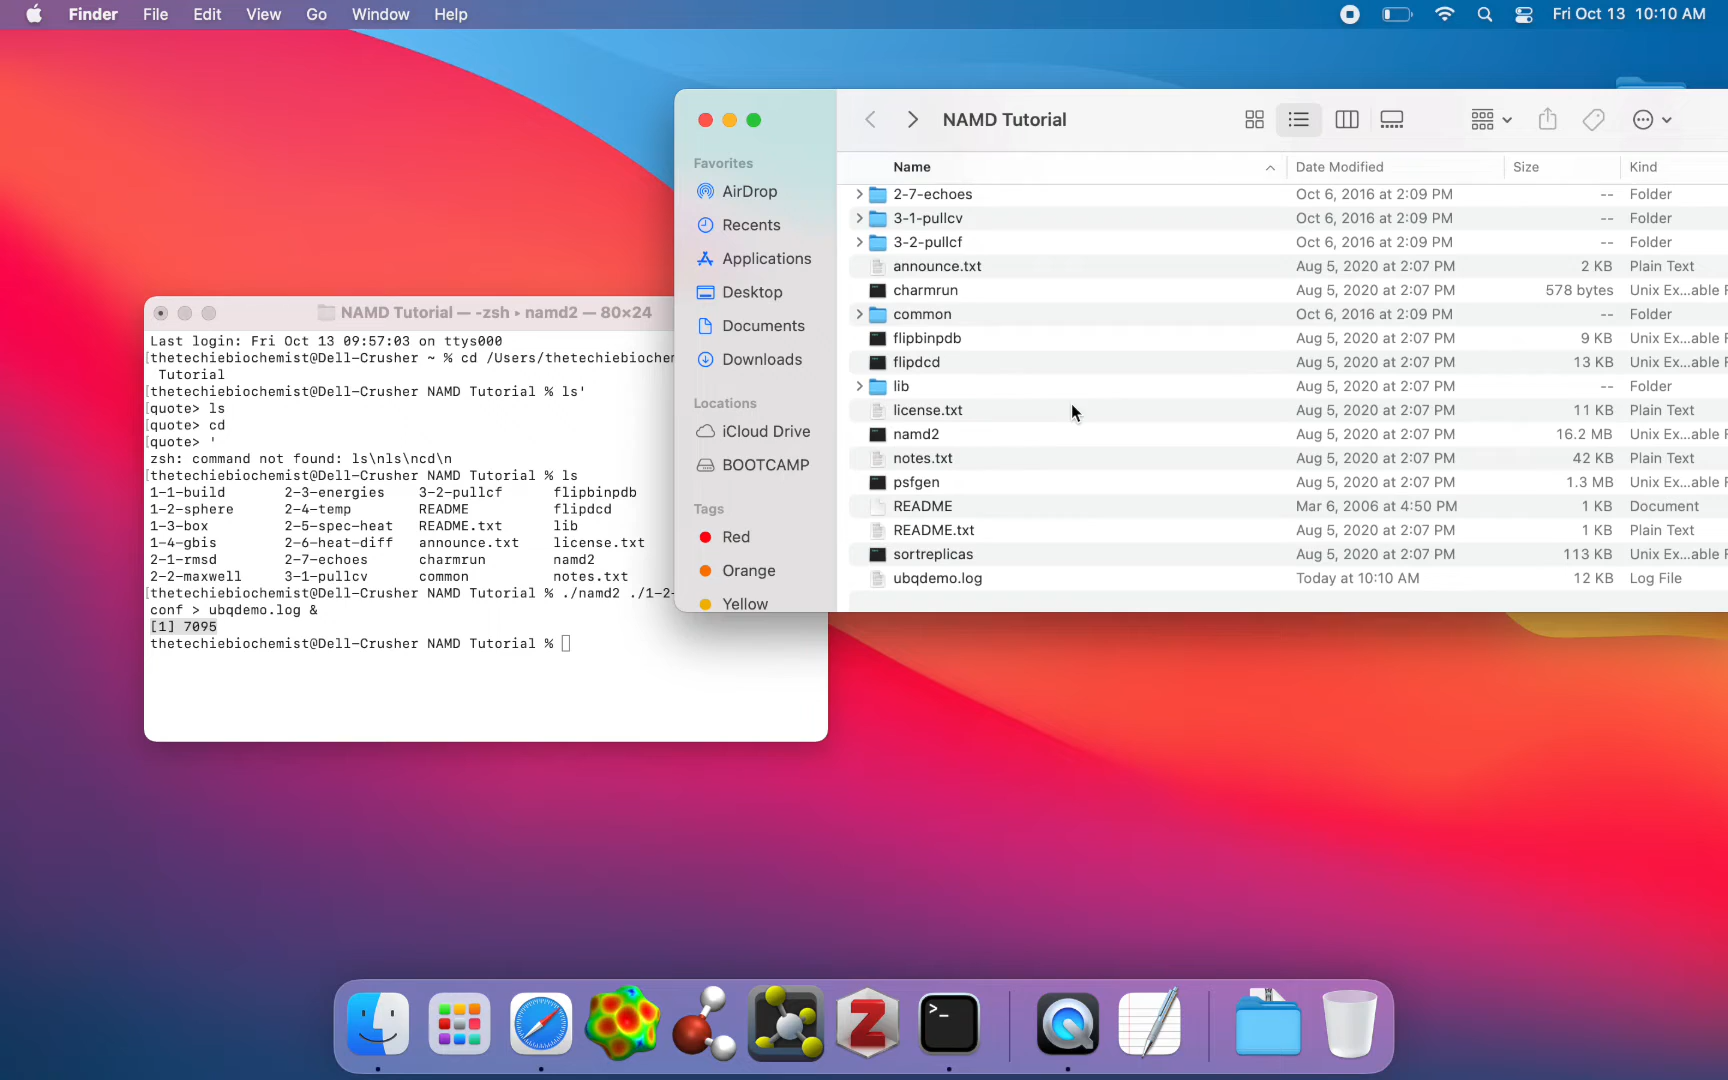 Finder File Edit View Go Window Help Fri Oct 13 10:10 AM
NAMD Tutorial
Name Date Modified Size Kind
Favorites
AirDrop
Recents
Applications
Desktop
Documents
Downloads
Locations
iCloud Drive
BOOTCAMP
Tags
Red
Orange
Yellow
2-7-echoes Oct 6, 2016 at 2:09 PM -- Folder
3-1-pullcv Oct 6, 2016 at 2:09 PM -- Folder
3-2-pullcf Oct 6, 2016 at 2:09 PM -- Folder
announce.txt Aug 5, 2020 at 2:07 PM 2 KB Plain Text
charmrun Aug 5, 2020 at 2:07 PM 578 bytes Unix Ex...able F
common Oct 6, 2016 at 2:09 PM -- Folder
flipbinpdb Aug 5, 2020 at 2:07 PM 9 KB Unix Ex...able F
flipdcd Aug 5, 2020 at 2:07 PM 13 KB Unix Ex...able F
lib Aug 5, 2020 at 2:07 PM -- Folder
license.txt Aug 5, 2020 at 2:07 PM 11 KB Plain Text
namd2 Aug 5, 2020 at 2:07 PM 16.2 MB Unix Ex...able F
notes.txt Aug 5, 2020 at 2:07 PM 42 KB Plain Text
psfgen Aug 5, 2020 at 2:07 PM 1.3 MB Unix Ex...able F
README Mar 6, 2006 at 4:50 PM 1 KB Document
README.txt Aug 5, 2020 at 2:07 PM 1 KB Plain Text
sortreplicas Aug 5, 2020 at 2:07 PM 113 KB Unix Ex...able F
ubqdemo.log Today at 10:10 AM 12 KB Log File
NAMD Tutorial — -zsh ▸ namd2 — 80×24
Last login: Fri Oct 13 09:57:03 on ttys000
[thetechiebiochemist@Dell-Crusher ~ % cd /Users/thetechiebiochem
Tutorial
[thetechiebiochemist@Dell-Crusher NAMD Tutorial % ls'
[quote> ls
[quote> cd
[quote> '
zsh: command not found: ls\nls\ncd\n
[thetechiebiochemist@Dell-Crusher NAMD Tutorial % ls
1-1-build 2-3-energies 3-2-pullcf flipbinpdb
1-2-sphere 2-4-temp README flipdcd
1-3-box 2-5-spec-heat README.txt lib
1-4-gbis 2-6-heat-diff announce.txt license.txt
2-1-rmsd 2-7-echoes charmrun namd2
2-2-maxwell 3-1-pullcv common notes.txt
[thetechiebiochemist@Dell-Crusher NAMD Tutorial % ./namd2 ./1-2-
conf > ubqdemo.log &
[1] 7095
thetechiebiochemist@Dell-Crusher NAMD Tutorial %